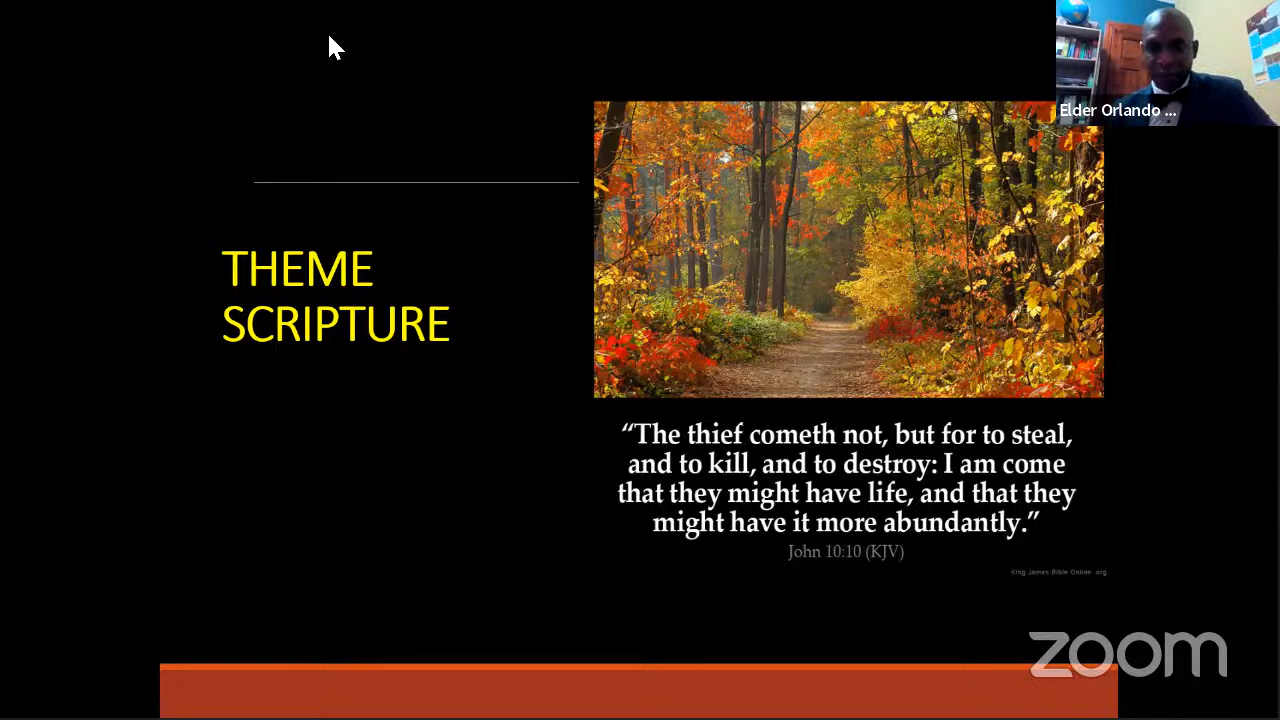 Elder Orlando ...
THEME
SCRIPTURE
“The thief cometh not, but for to steal,
and to kill, and to destroy: I am come
that they might have life, and that they
might have it more abundantly.”
John 10:10 (KJV)
King James Bible Online .org
zoom